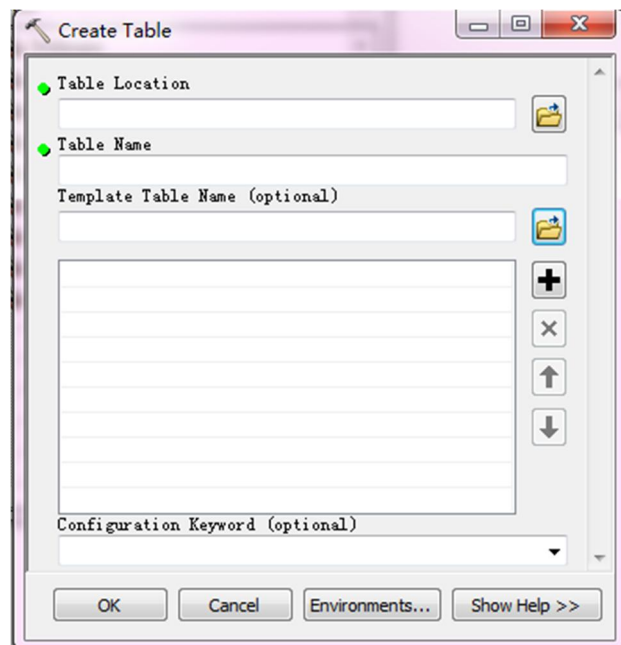 Create Table
Table Location
Table Name
Template Table Name (optional)
Configuration Keyword (optional)
OK Cancel Environments... Show Help >>